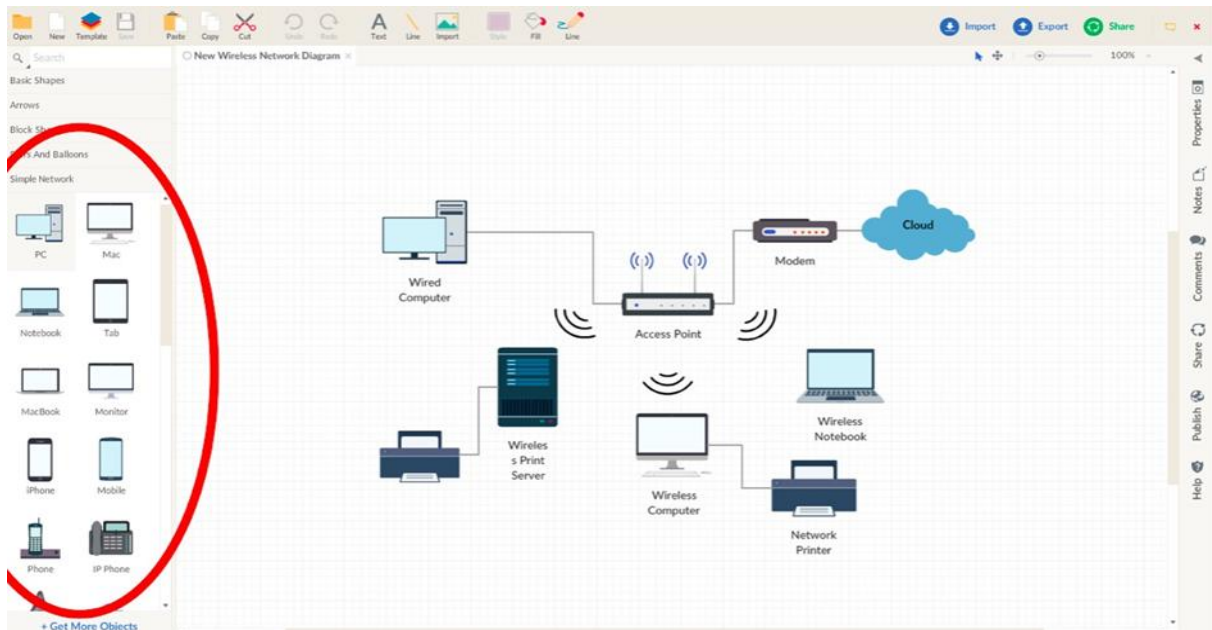 Open New Template Save Paste Copy Cut Undo Redo Text Line Import Style Fill Line
Import Export Share
Search
New Wireless Network Diagram
100%
Basic Shapes
Arrows
Block
And Balloons
Simple Network
PC Mac
Notebook Tab
MacBook Monitor
iPhone Mobile
Phone IP Phone
+ Get More Objects
Cloud
Modem
Wired
Computer
Access Point
Wireless
Notebook
Wireles
s Print
Server
Wireless
Computer
Network
Printer
Properties
Notes
Comments
Share
Publish
Help